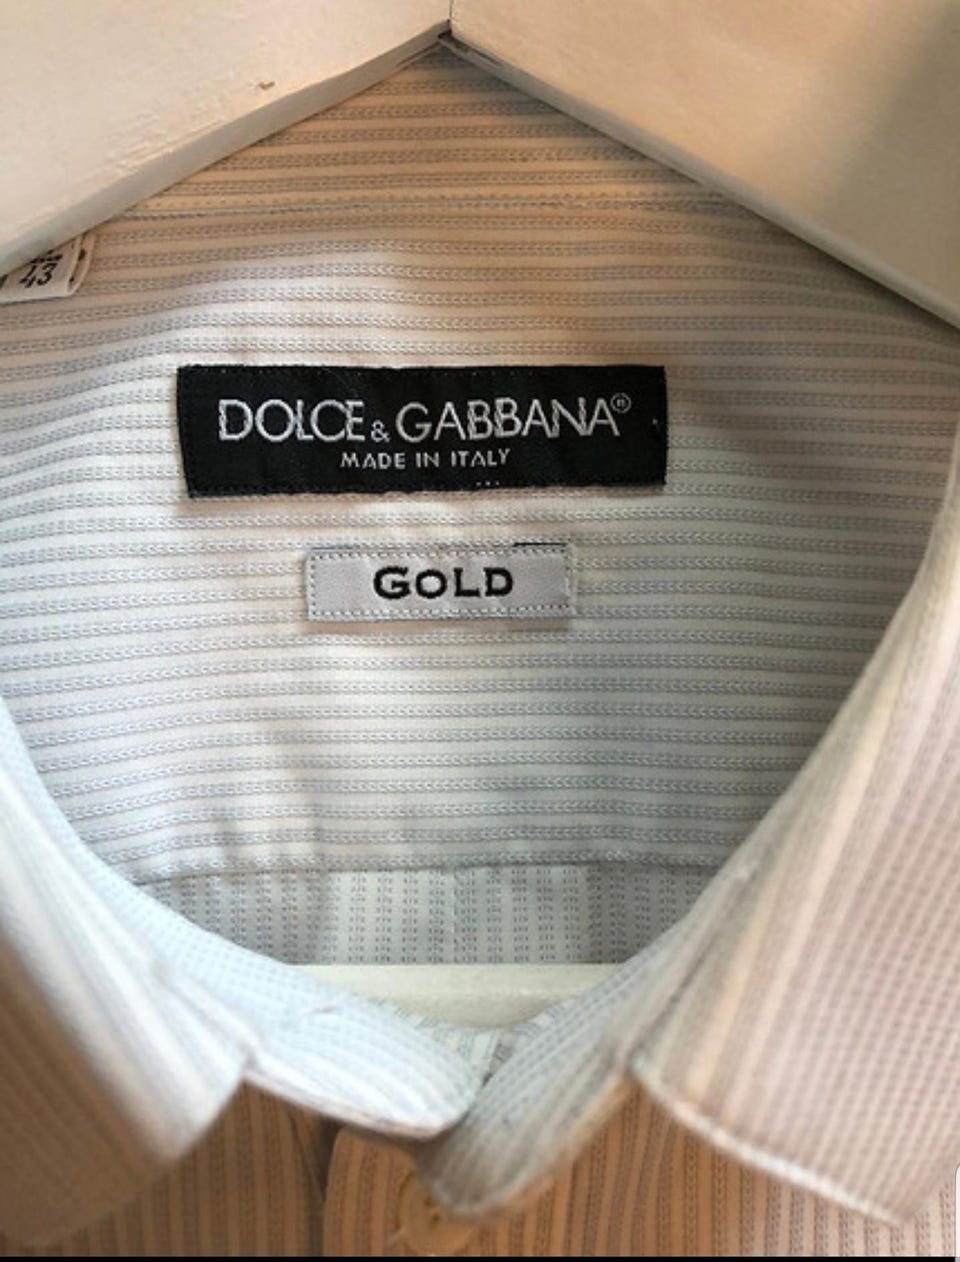 43
DOLCE & GABBANA®
MADE IN ITALY
GOLD